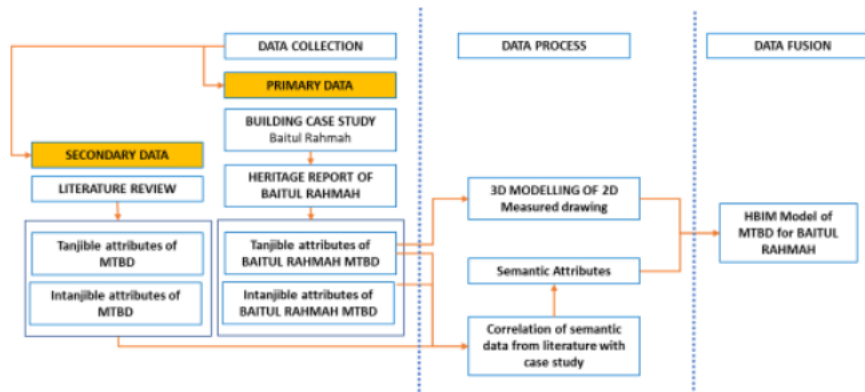 DATA COLLECTION
DATA PROCESS
DATA FUSION
PRIMARY DATA
BUILDING CASE STUDY
Baitul Rahmah
SECONDARY DATA
LITERATURE REVIEW
HERITAGE REPORT OF
BAITUL RAHMAH
Tanjible attributes of
MTBD
Intanjible attributes of
MTBD
Tanjible attributes of
BAITUL RAHMAH MTBD
Intanjible attributes of
BAITUL RAHMAH MTBD
3D MODELLING OF 2D
Measured drawing
Semantic Attributes
Correlation of semantic
data from literature with
case study
HBIM Model of
MTBD for BAITUL
RAHMAH